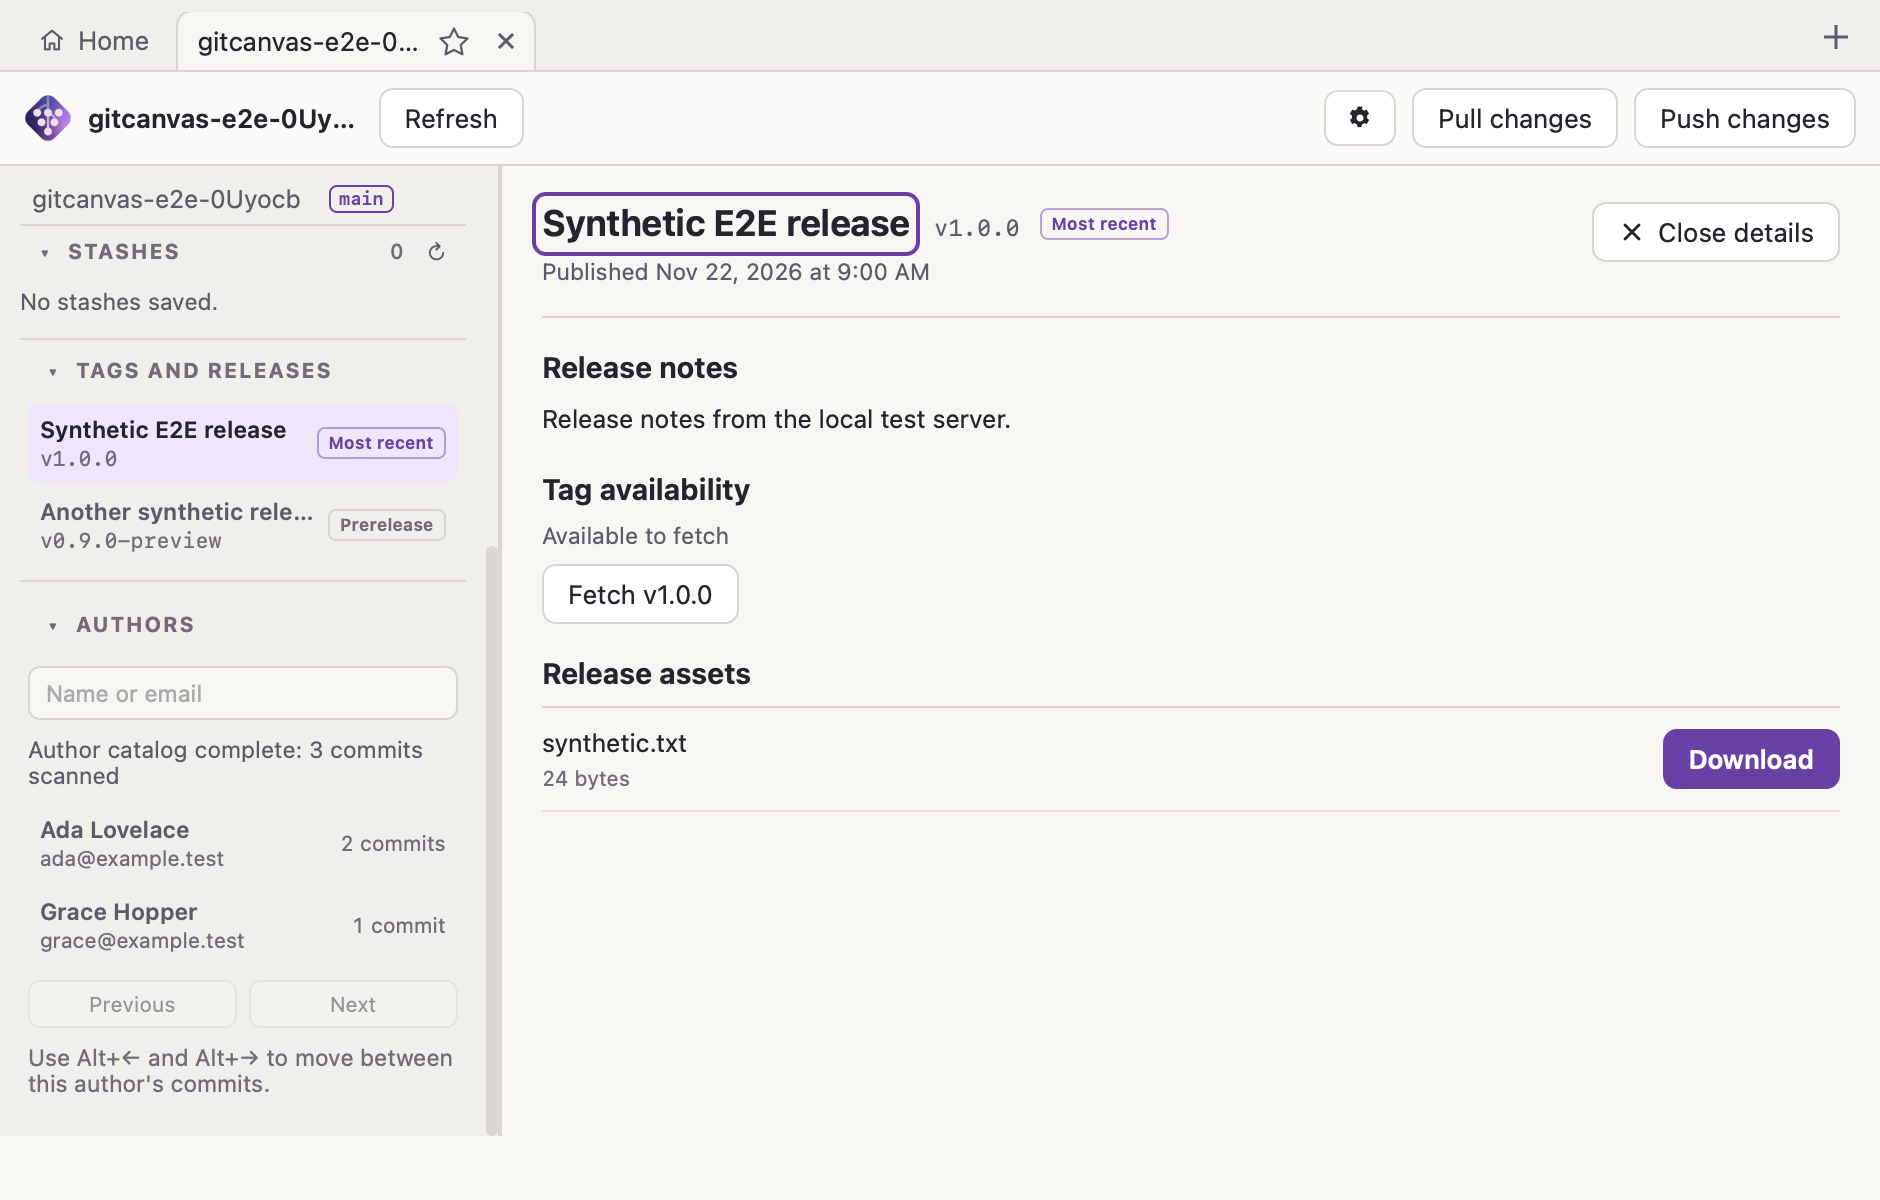 Home
gitcanvas-e2e-0...
gitcanvas-e2e-0Uy...
Refresh
Pull changes
Push changes
gitcanvas-e2e-0Uyocb
main
STASHES
0
No stashes saved.
TAGS AND RELEASES
Synthetic E2E release
v1.0.0
Most recent
Another synthetic rele...
v0.9.0-preview
Prerelease
AUTHORS
Name or email
Author catalog complete: 3 commits
scanned
Ada Lovelace
ada@example.test
2 commits
Grace Hopper
grace@example.test
1 commit
Previous
Next
Use Alt+← and Alt+→ to move between
this author's commits.
Synthetic E2E release
v1.0.0
Most recent
Close details
Published Nov 22, 2026 at 9:00 AM
Release notes
Release notes from the local test server.
Tag availability
Available to fetch
Fetch v1.0.0
Release assets
synthetic.txt
24 bytes
Download